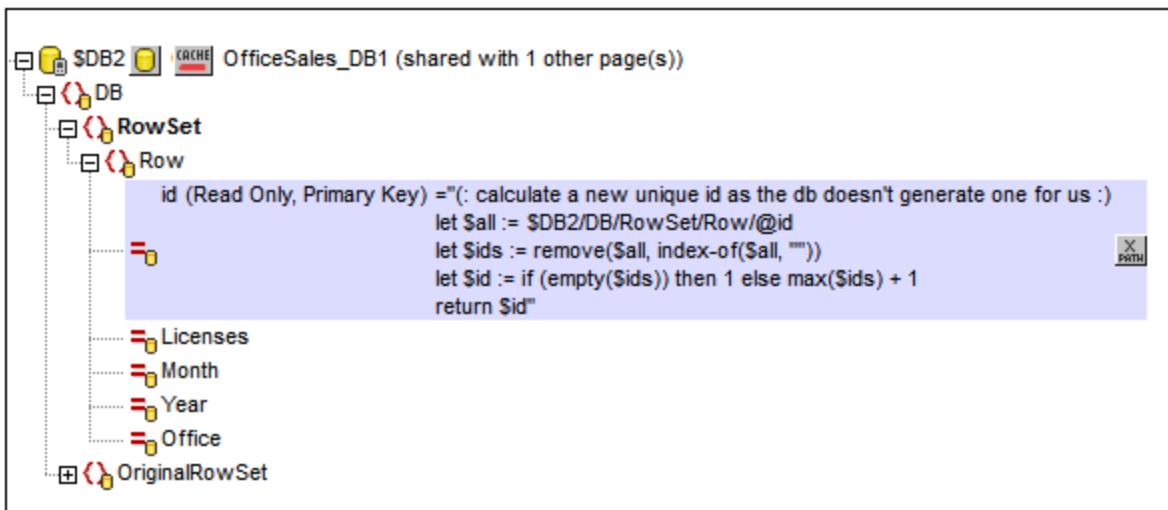 $DB2 CACHE OfficeSales_DB1 (shared with 1 other page(s))
DB
RowSet
Row
id (Read Only, Primary Key) ="(: calculate a new unique id as the db doesn't generate one for us :)
let $all := $DB2/DB/RowSet/Row/@id
let $ids := remove($all, index-of($all, ""))
let $id := if (empty($ids)) then 1 else max($ids) + 1
return $id"
X PATH
Licenses
Month
Year
Office
OriginalRowSet